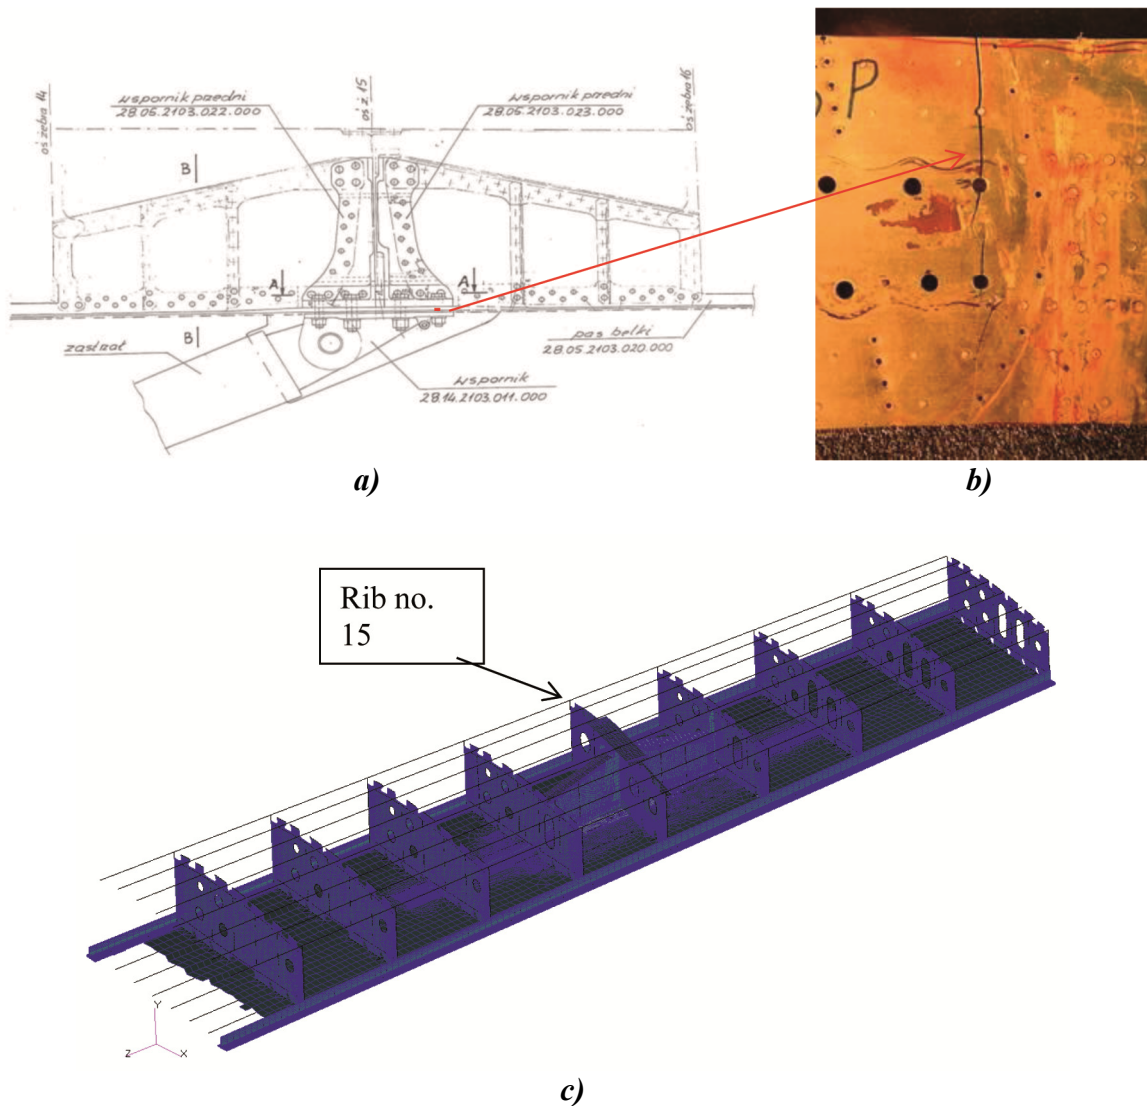 oś żebra 14
wspornik przedni
28.05.2103.022.000
oś ż 15
wspornik przedni
28.05.2103.023.000
oś żebra 16
B
A
A
B
zastrzał
wspornik
28.14.2103.011.000
pas belki
28.05.2103.020.000
P
a)
b)
Rib no.
15
Y
Z
X
c)